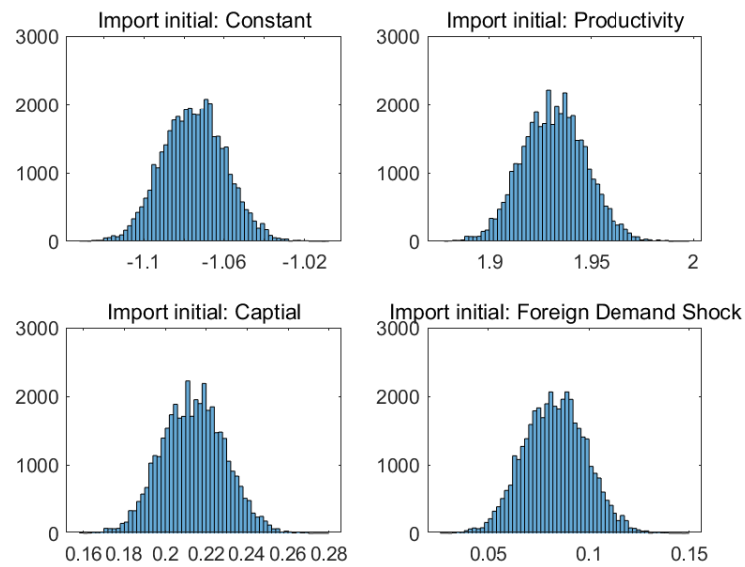 Import initial: Constant
3000
2000
1000
0
-1.1 -1.06 -1.02
Import initial: Productivity
3000
2000
1000
0
1.9 1.95 2
Import initial: Captial
3000
2000
1000
0
0.16 0.18 0.2 0.22 0.24 0.26 0.28
Import initial: Foreign Demand Shock
3000
2000
1000
0
0.05 0.1 0.15